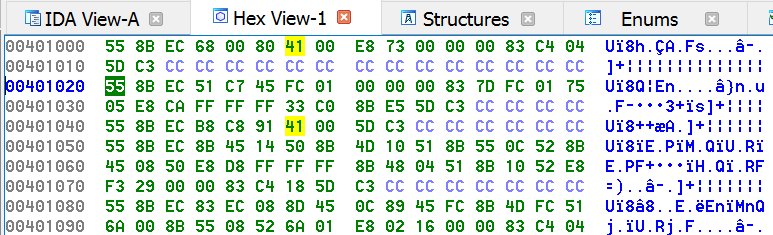 IDA View-A Hex View-1 Structures Enums
00401000 55 8B EC 68 00 80 41 00 E8 73 00 00 00 83 C4 04 Uï8h.ÇA.Fs...â-.
00401010 5D C3 CC CC CC CC CC CC CC CC CC CC CC CC CC CC ]+¦¦¦¦¦¦¦¦¦¦¦¦¦¦
00401020 55 8B EC 51 C7 45 FC 01 00 00 00 83 7D FC 01 75 Uï8Q¦En....â}n.u
00401030 05 E8 CA FF FF FF 33 C0 8B E5 5D C3 CC CC CC CC .F-···3+ïs]+¦¦¦¦
00401040 55 8B EC B8 C8 91 41 00 5D C3 CC CC CC CC CC CC Uï8++æA.]+¦¦¦¦¦¦
00401050 55 8B EC 8B 45 14 50 8B 4D 10 51 8B 55 0C 52 8B Uï8ïE.PïM.QïU.Rï
00401060 45 08 50 E8 D8 FF FF FF 8B 48 04 51 8B 10 52 E8 E.PF+···ïH.Qï.RF
00401070 F3 29 00 00 83 C4 18 5D C3 CC CC CC CC CC CC CC =)..â-.]+¦¦¦¦¦¦¦
00401080 55 8B EC 83 EC 08 8D 45 0C 89 45 FC 8B 4D FC 51 Uï8â8.ìE.ëEnïMnQ
00401090 6A 00 8B 55 08 52 6A 01 E8 02 16 00 00 83 C4 04 j.ïU.Rj.F....â-.